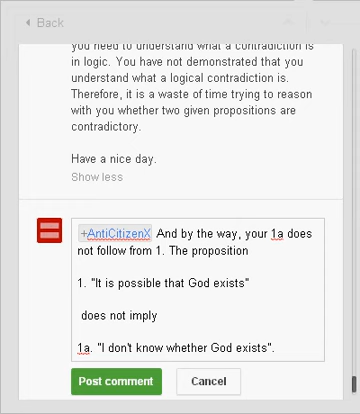 Back
you need to understand what a contradiction is
in logic. You have not demonstrated that you
understand what a logical contradiction is.
Therefore, it is a waste of time trying to reason
with you whether two given propositions are
contradictory.
Have a nice day.
Show less
+AntiCitizenX And by the way, your 1a does
not follow from 1. The proposition
1. "It is possible that God exists"
does not imply
1a. "I don't know whether God exists".
Post comment
Cancel